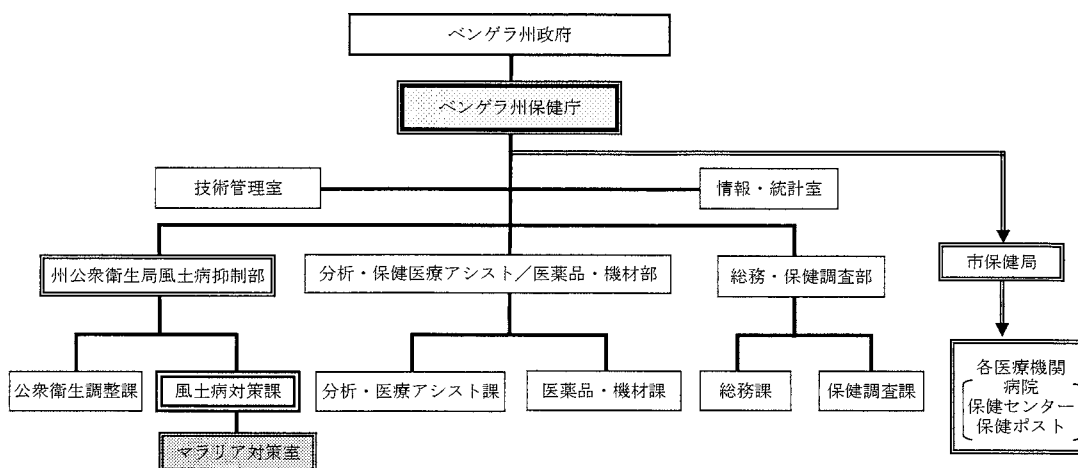 ベンゲラ州政府
ベンゲラ州保健庁
技術管理室
情報・統計室
州公衆衛生局風土病抑制部
分析・保健医療アシスト/医薬品・機材部
総務・保健調査部
市保健局
公衆衛生調整課
風土病対策課
分析・医療アシスト課
医薬品・機材課
総務課
保健調査課
マラリア対策室
各医療機関
病院
保健センター
保健ポスト